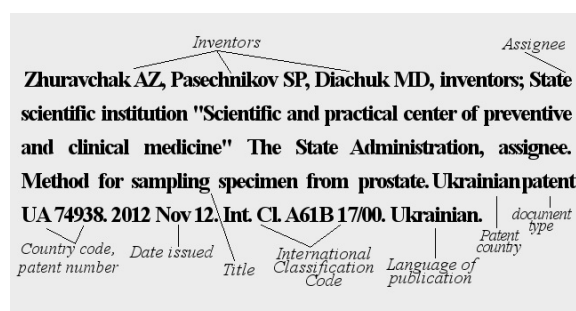 Inventors
Assignee
Zhuravchak AZ, Pasechnikov SP, Diachuk MD, inventors; State
scientific institution "Scientific and practical center of preventive
and clinical medicine" The State Administration, assignee.
Method for sampling specimen from prostate. Ukrainian patent
UA 74938. 2012 Nov 12. Int. Cl. A61B 17/00. Ukrainian.
Country code,
patent number
Date issued
Title
International
Classification
Code
Language of
publication
Patent
country
document
type